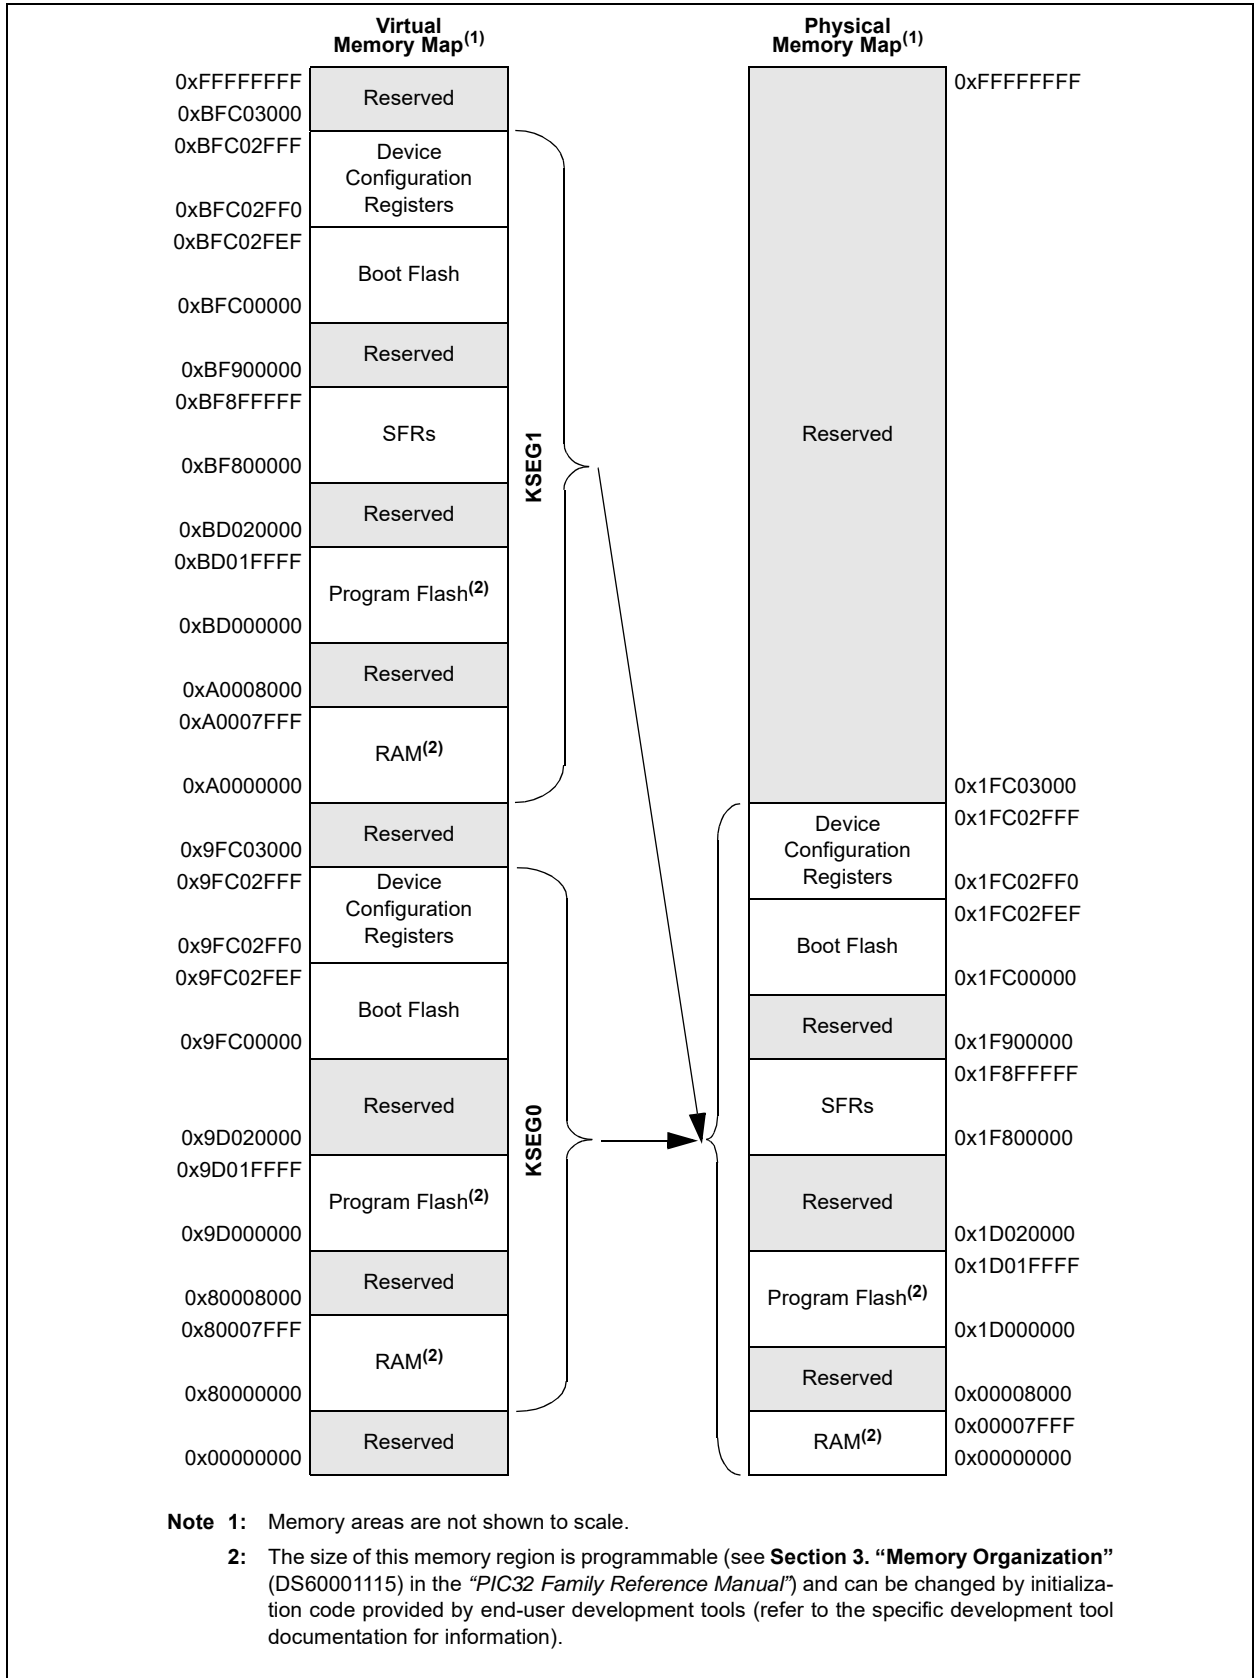 Virtual
Memory Map(1)
Physical
Memory Map(1)
0xFFFFFFFF
Reserved
0xBFC03000
0xBFC02FFF
Device
Configuration
Registers
0xBFC02FF0
0xBFC02FEF
Boot Flash
0xBFC00000
Reserved
0xBF900000
0xBF8FFFFF
SFRs
0xBF800000
Reserved
0xBD020000
0xBD01FFFF
Program Flash(2)
0xBD000000
Reserved
0xA0008000
0xA0007FFF
RAM(2)
0xA0000000
KSEG1
Reserved
0x9FC03000
0x9FC02FFF
Device
Configuration
Registers
0x9FC02FF0
0x9FC02FEF
Boot Flash
0x9FC00000
Reserved
0x9D020000
0x9D01FFFF
Program Flash(2)
0x9D000000
Reserved
0x80008000
0x80007FFF
RAM(2)
0x80000000
KSEG0
Reserved
0x00000000
0xFFFFFFFF
Reserved
0x1FC03000
0x1FC02FFF
Device
Configuration
Registers
0x1FC02FF0
0x1FC02FEF
Boot Flash
0x1FC00000
Reserved
0x1F900000
0x1F8FFFFF
SFRs
0x1F800000
Reserved
0x1D020000
0x1D01FFFF
Program Flash(2)
0x1D000000
Reserved
0x00008000
0x00007FFF
RAM(2)
0x00000000
Note 1: Memory areas are not shown to scale.
2: The size of this memory region is programmable (see Section 3. “Memory Organization”
(DS60001115) in the “PIC32 Family Reference Manual”) and can be changed by initializa-
tion code provided by end-user development tools (refer to the specific development tool
documentation for information).